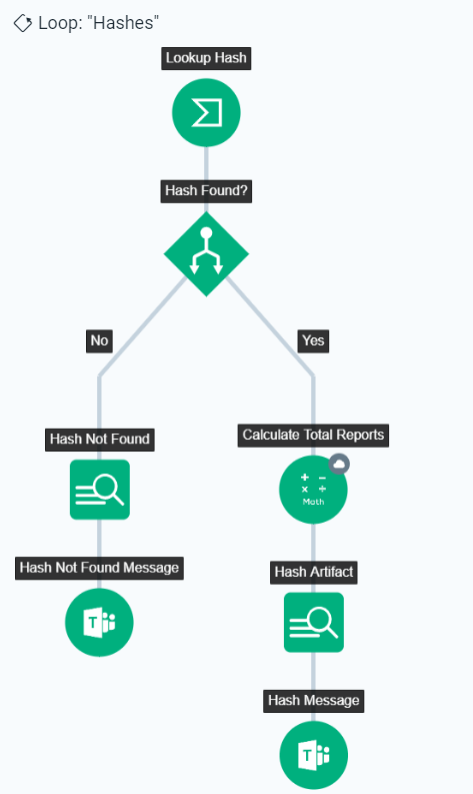 Loop: "Hashes"
Lookup Hash
Hash Found?
No
Yes
Hash Not Found
Calculate Total Reports
+ −
× ÷
Math
Hash Not Found Message
Hash Artifact
T
Hash Message
T